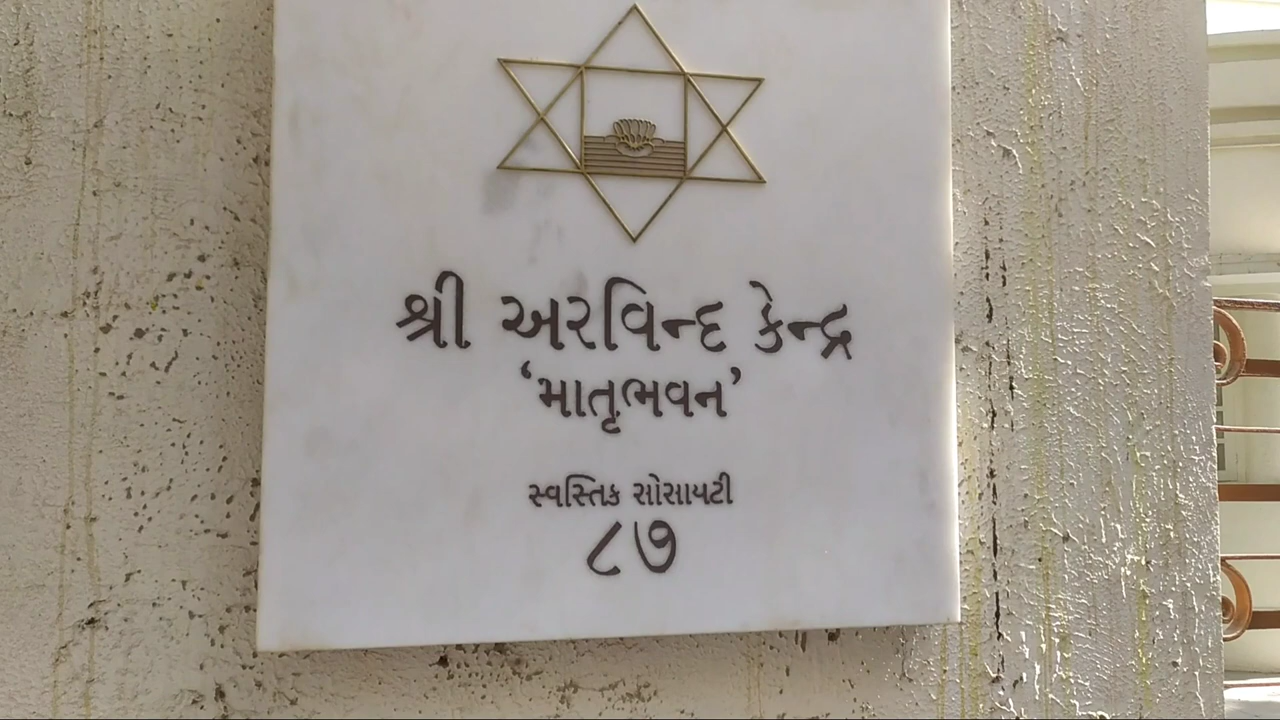 શ્રી અરવિન્દ કેન્દ્ર
‘માતૃભવન’
સ્વસ્તિક સોસાયટી
૮૭